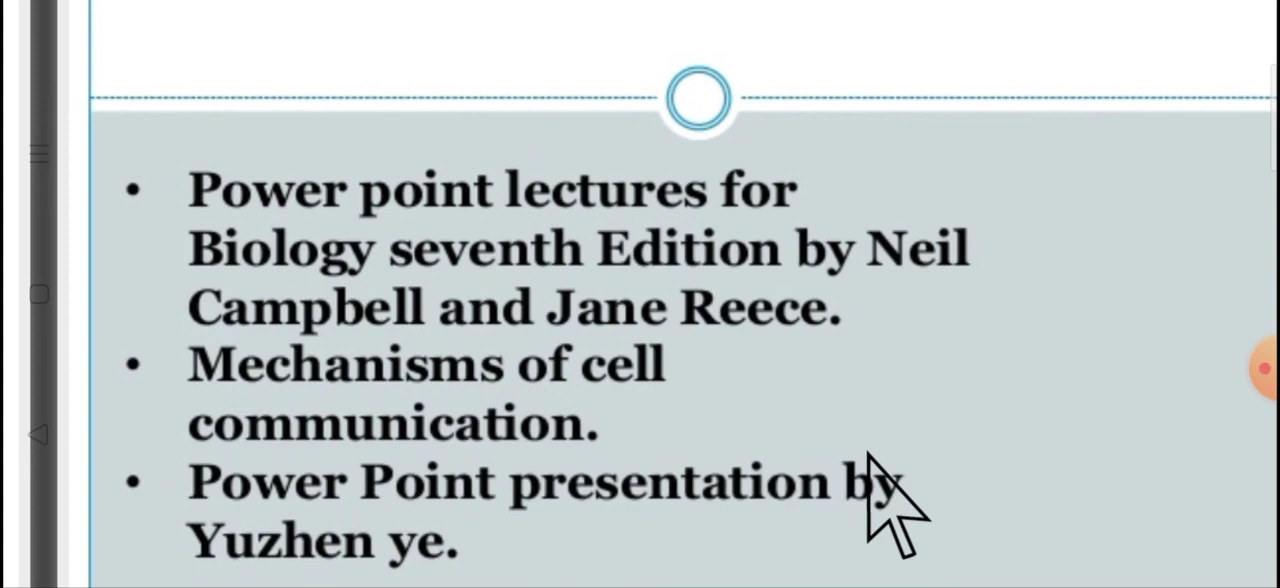 • Power point lectures for
Biology seventh Edition by Neil
Campbell and Jane Reece.
• Mechanisms of cell
communication.
• Power Point presentation by
Yuzhen ye.